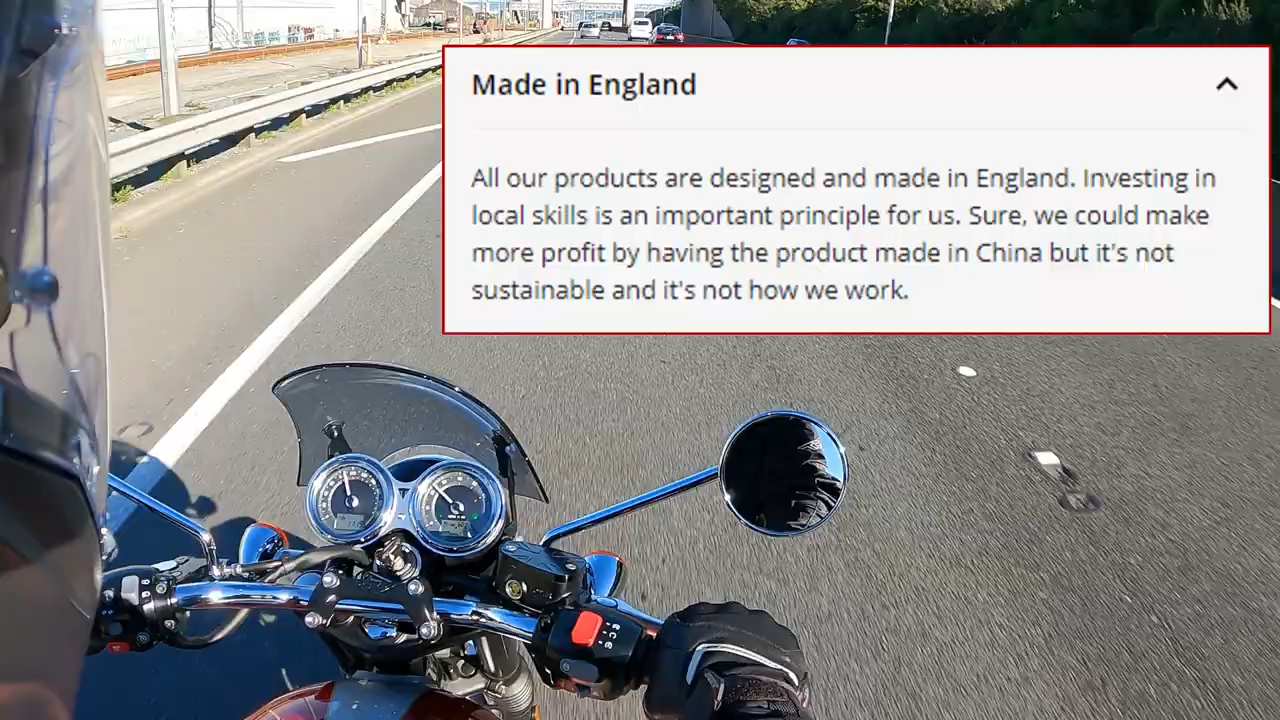 Made in England
All our products are designed and made in England. Investing in
local skills is an important principle for us. Sure, we could make
more profit by having the product made in China but it's not
sustainable and it's not how we work.